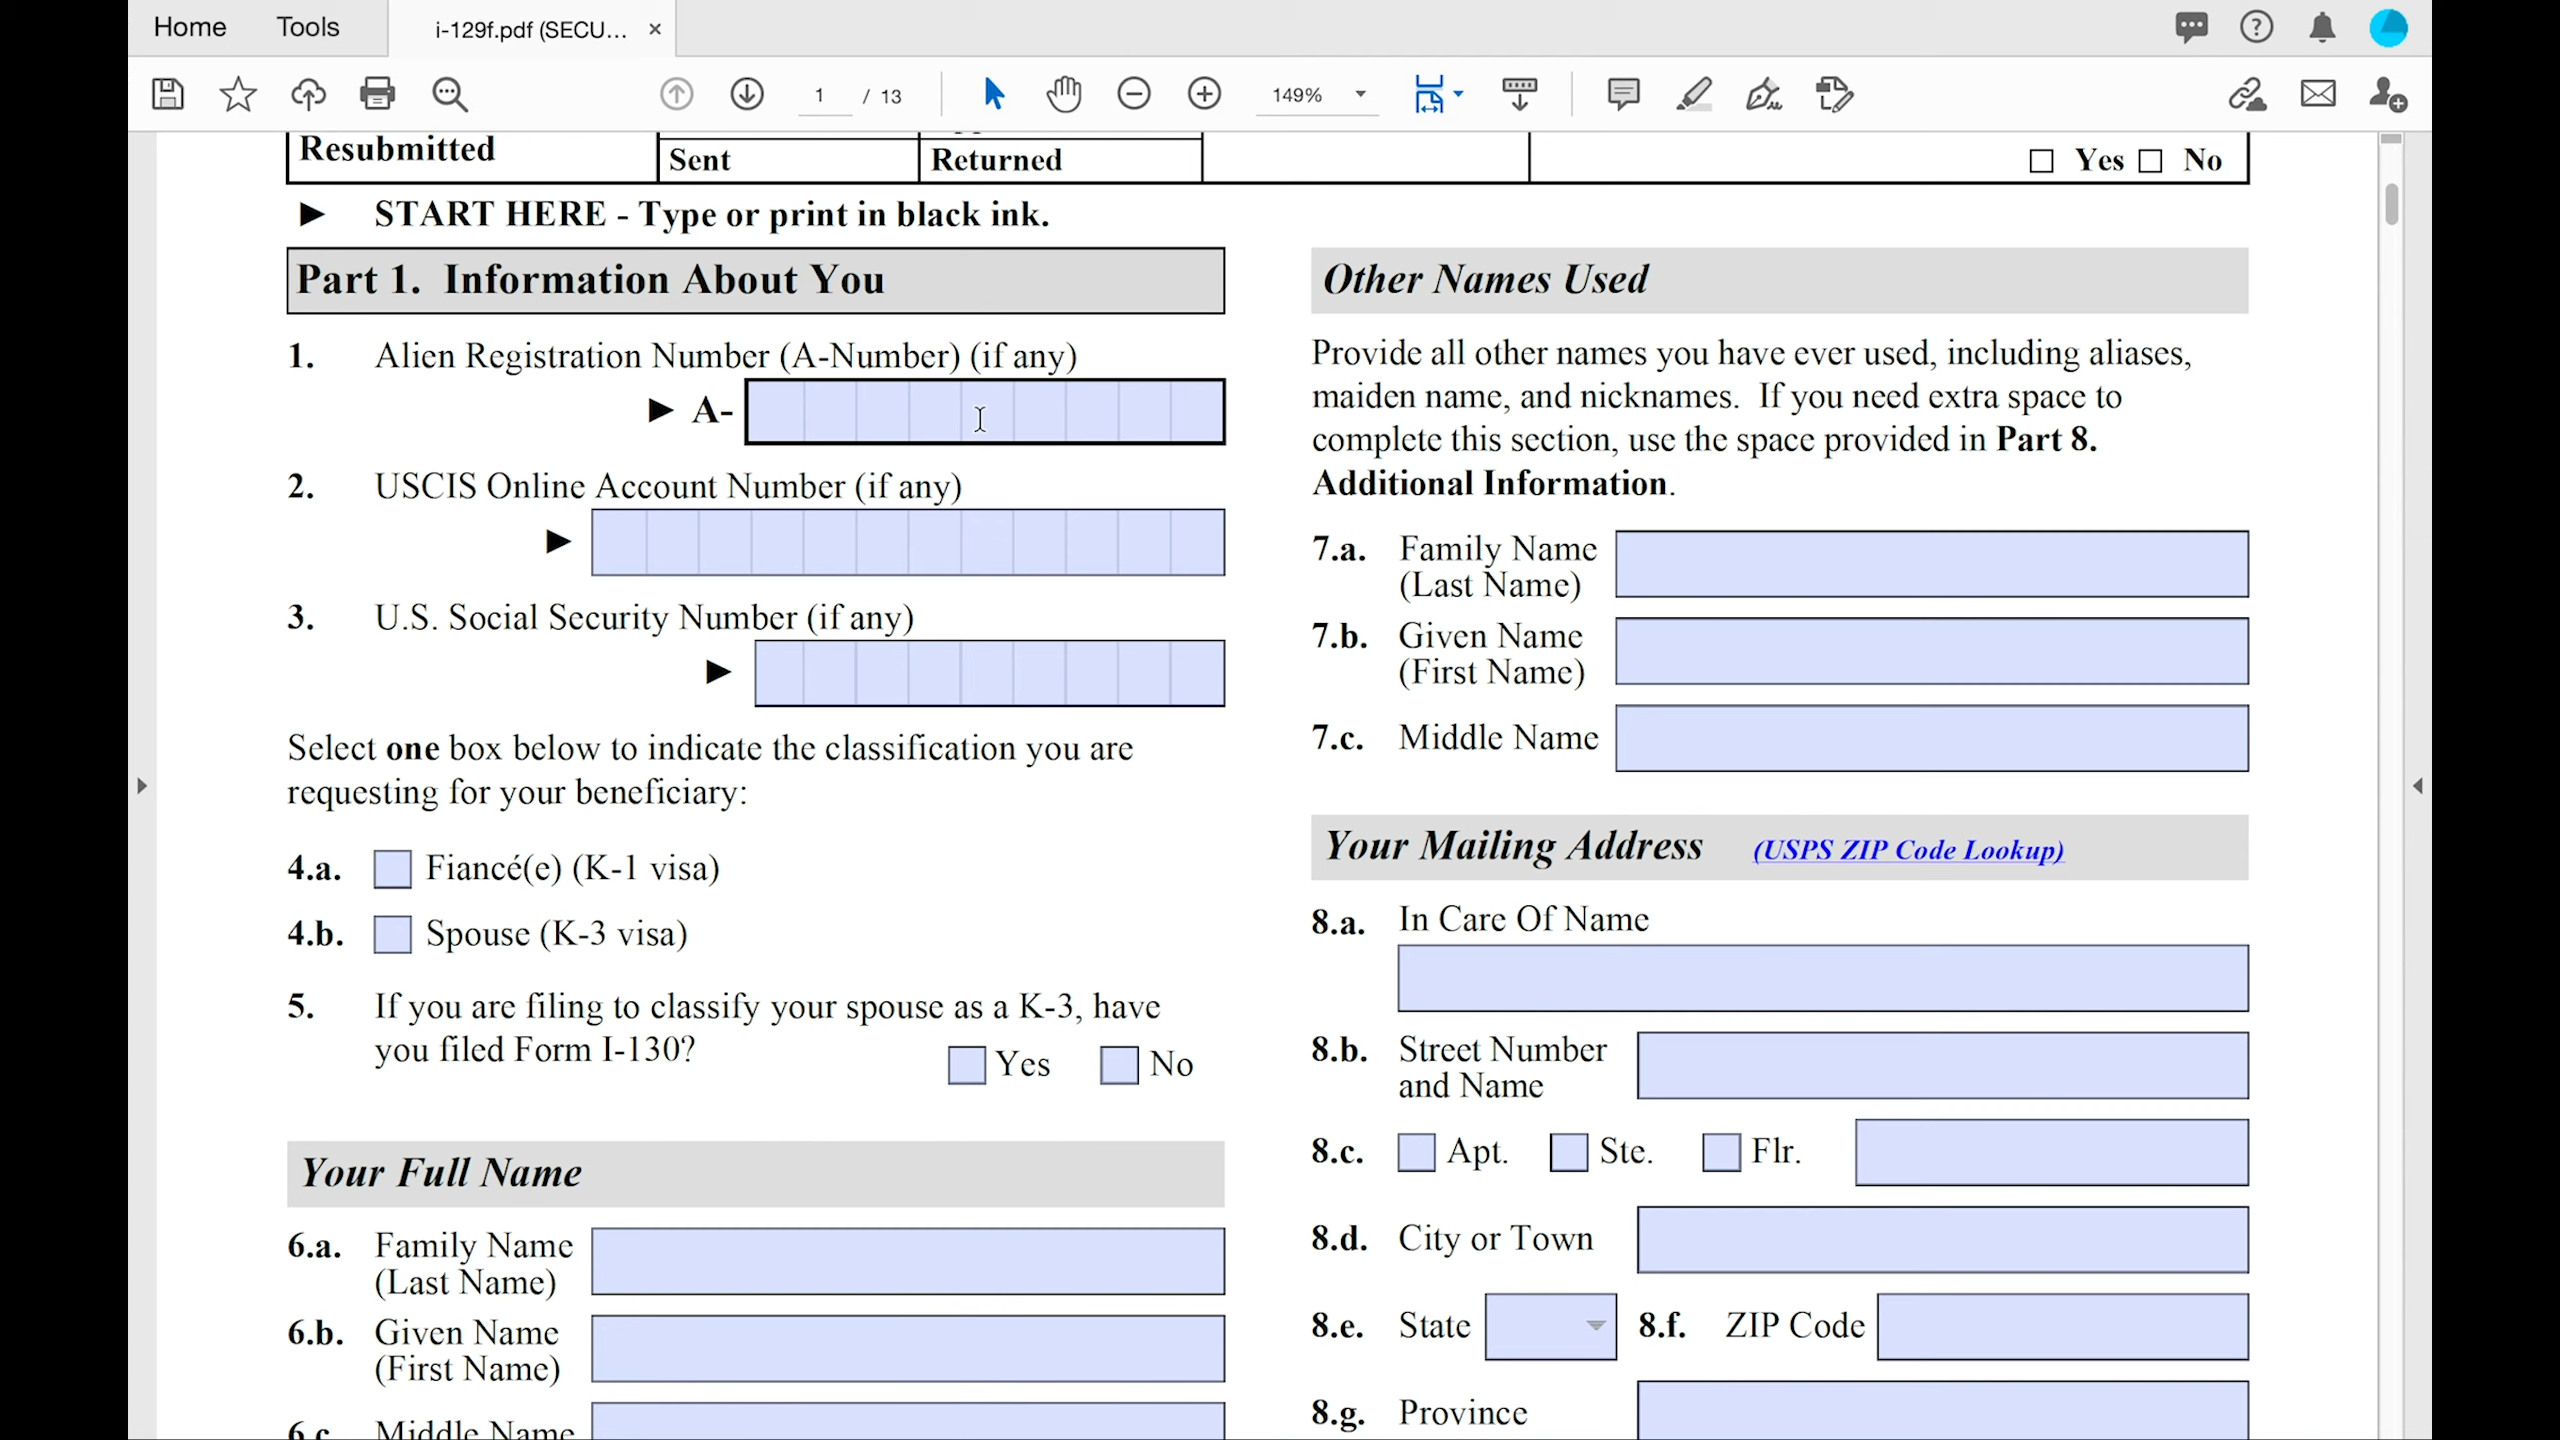 Home Tools i-129f.pdf (SECU... ×
1 / 13 149%
Resubmitted Sent Returned Yes No
► START HERE - Type or print in black ink.
Part 1. Information About You
1. Alien Registration Number (A-Number) (if any)
► A-
2. USCIS Online Account Number (if any)
►
3. U.S. Social Security Number (if any)
►
Select one box below to indicate the classification you are
requesting for your beneficiary:
4.a. Fiancé(e) (K-1 visa)
4.b. Spouse (K-3 visa)
5. If you are filing to classify your spouse as a K-3, have
you filed Form I-130? Yes No
Your Full Name
6.a. Family Name
(Last Name)
6.b. Given Name
(First Name)
6.c. Middle Name
Other Names Used
Provide all other names you have ever used, including aliases,
maiden name, and nicknames. If you need extra space to
complete this section, use the space provided in Part 8.
Additional Information.
7.a. Family Name
(Last Name)
7.b. Given Name
(First Name)
7.c. Middle Name
Your Mailing Address (USPS ZIP Code Lookup)
8.a. In Care Of Name
8.b. Street Number
and Name
8.c. Apt. Ste. Flr.
8.d. City or Town
8.e. State 8.f. ZIP Code
8.g. Province